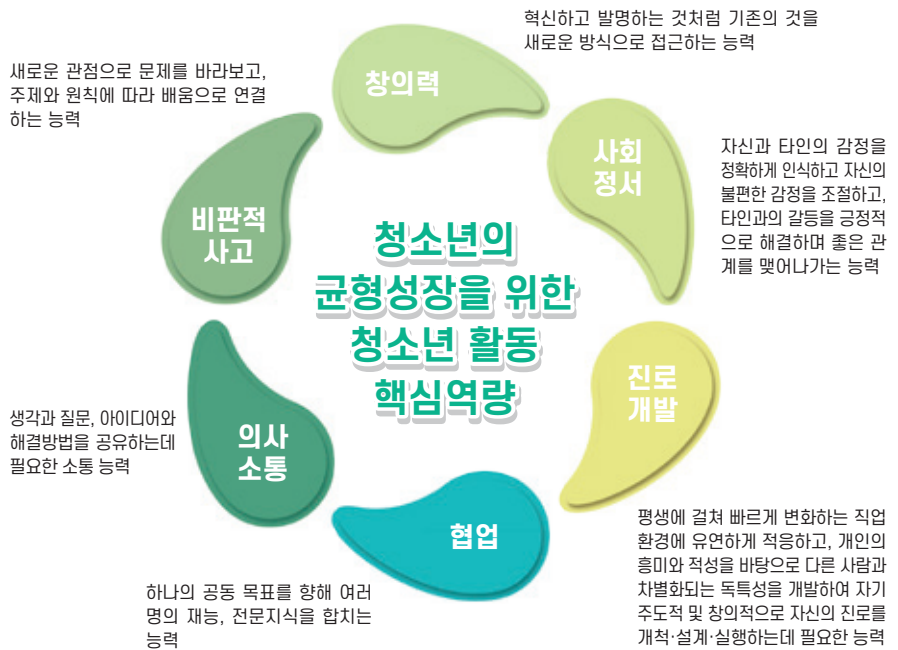 청소년의
균형성장을 위한
청소년 활동
핵심역량
창의력
혁신하고 발명하는 것처럼 기존의 것을
새로운 방식으로 접근하는 능력
사회
정서
자신과 타인의 감정을
정확하게 인식하고 자신의
불편한 감정을 조절하고,
타인과의 갈등을 긍정적
으로 해결하며 좋은 관
계를 맺어나가는 능력
진로
개발
평생에 걸쳐 빠르게 변화하는 직업
환경에 유연하게 적응하고, 개인의
흥미와 적성을 바탕으로 다른 사람과
차별화되는 독특성을 개발하여 자기
주도적 및 창의적으로 자신의 진로를
개척·설계·실행하는데 필요한 능력
협업
하나의 공동 목표를 향해 여러
명의 재능, 전문지식을 합치는
능력
의사
소통
생각과 질문, 아이디어와
해결방법을 공유하는데
필요한 소통 능력
비판적
사고
새로운 관점으로 문제를 바라보고,
주제와 원칙에 따라 배움으로 연결
하는 능력